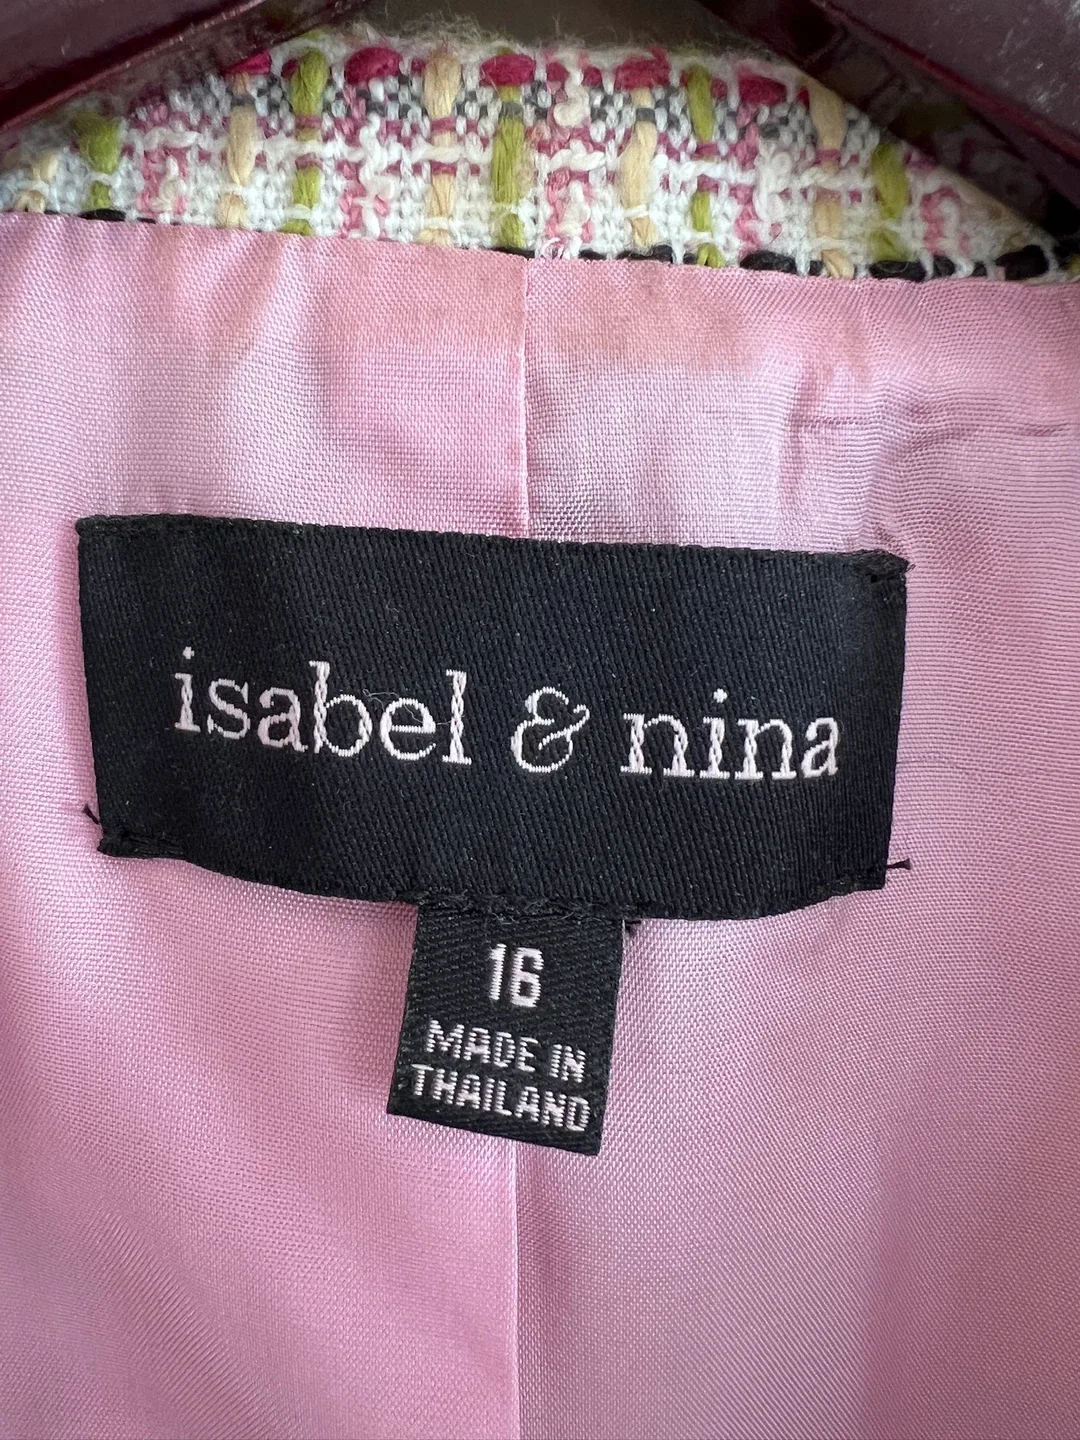 isabel & nina
16
MADE IN
THAILAND